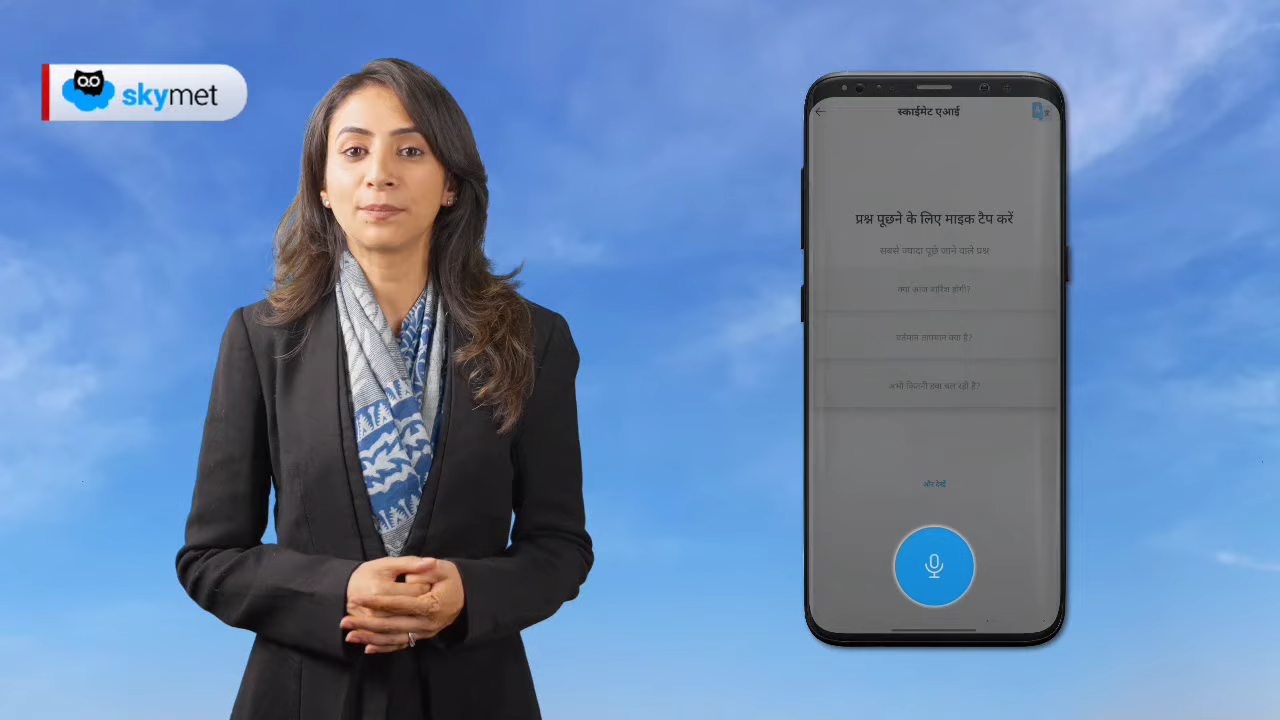 skymet
स्काईमेट एआई
प्रश्न पूछने के लिए माइक टैप करें
सबसे ज्यादा पूछे जाने वाले प्रश्न
क्या आज बारिश होगी?
वर्तमान तापमान क्या है?
अभी कितनी हवा चल रही है?
और देखें